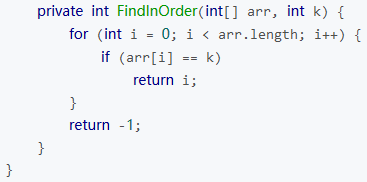 private int FindInOrder(int[] arr, int k) {
for (int i = 0; i < arr.length; i++) {
if (arr[i] == k)
return i;
}
return -1;
}
}